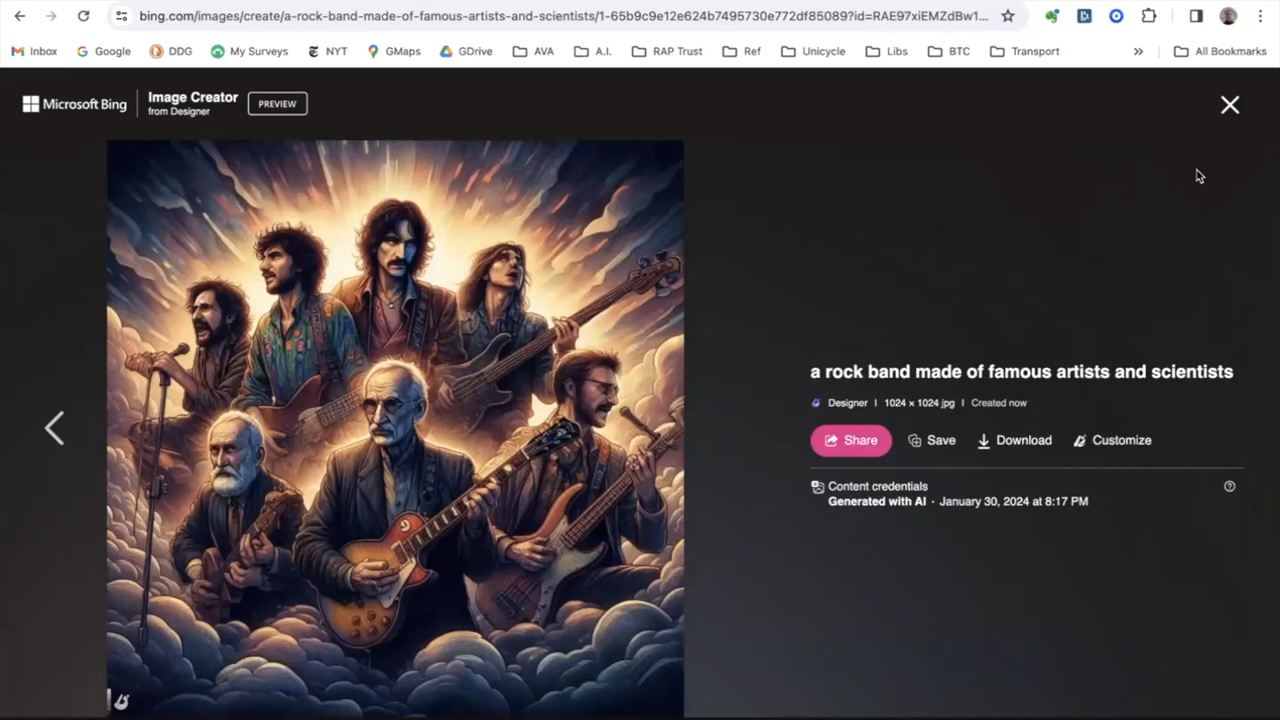 bing.com/images/create/a-rock-band-made-of-famous-artists-and-scientists/1-65b9c9e12e624b7495730e772df85089?id=RAE97xiEMZdBw1...
Inbox Google DDG My Surveys NYT GMaps GDrive AVA A.I. RAP Trust Ref Unicycle Libs BTC Transport » All Bookmarks
Microsoft Bing Image Creator PREVIEW
from Designer
a rock band made of famous artists and scientists
Designer | 1024 × 1024 jpg | Created now
Share Save Download Customize
Content credentials
Generated with AI · January 30, 2024 at 8:17 PM